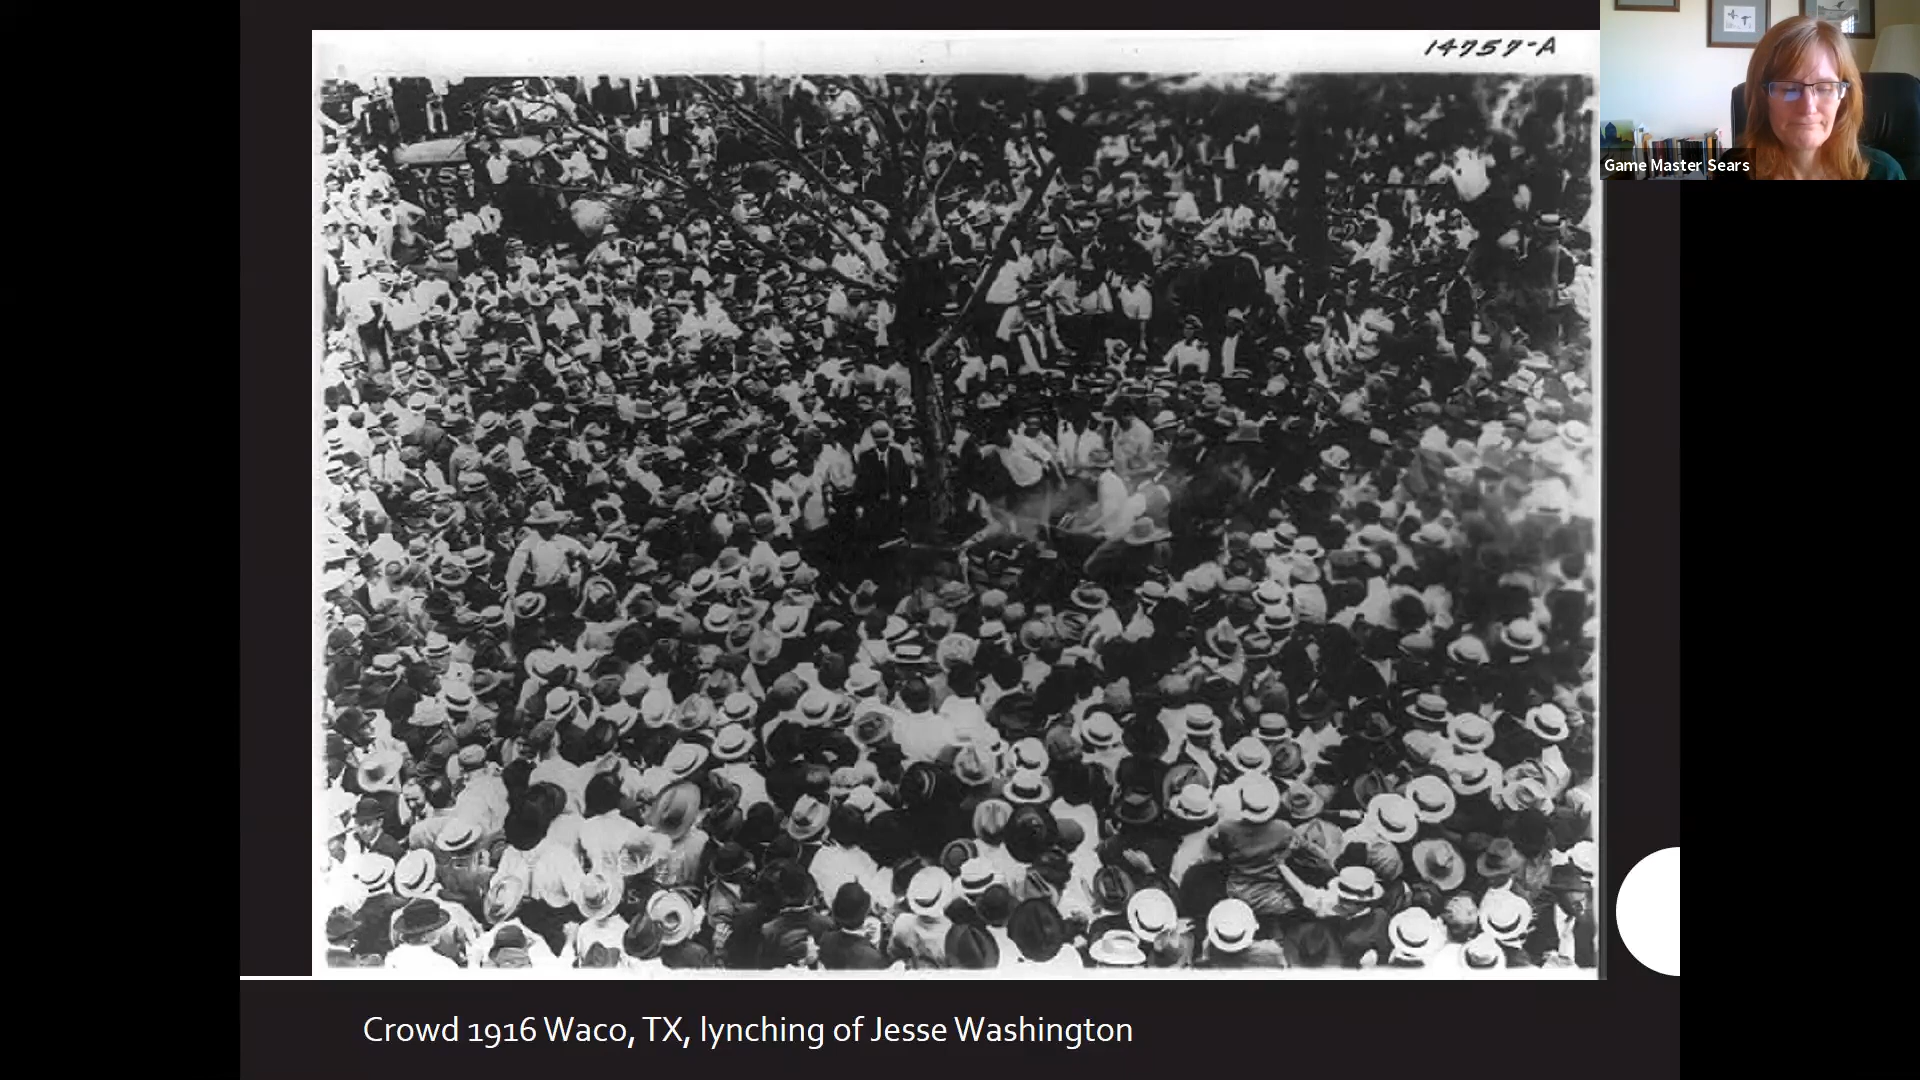 14757-A
Game Master Sears
Crowd 1916 Waco, TX, lynching of Jesse Washington